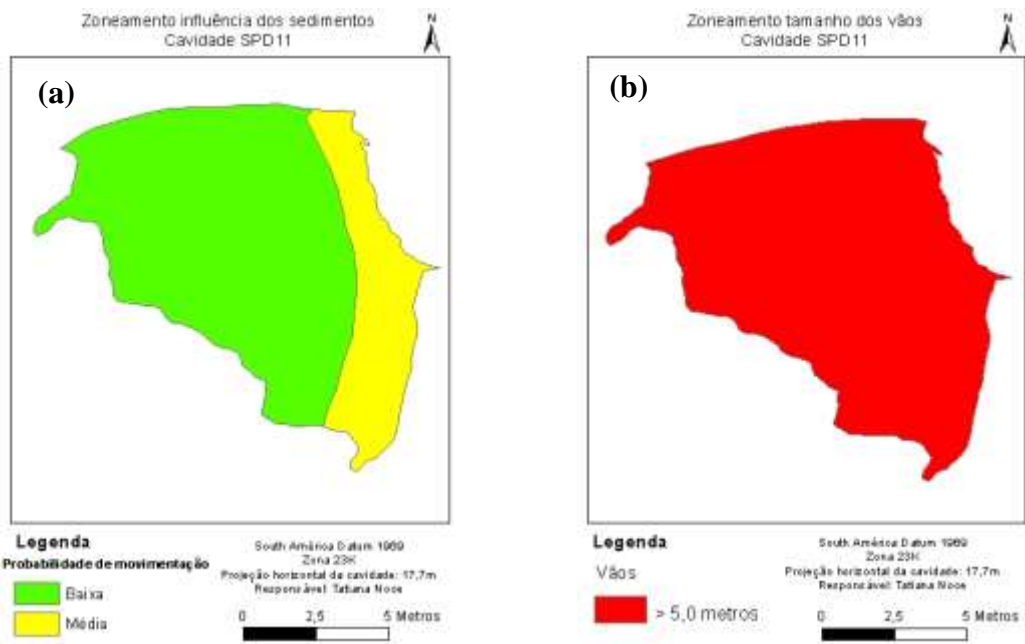 Zoneamento influência dos sedimentos
Cavidade SPD11
N
(a)
Legenda
Probabilidade de movimentação
Baixa
Média
South América Datum 1969
Zona 23K
Projeção horizontal da cavidade: 17,7m
Responsável: Tatiana Noce
0 2,5 5 Metros
Zoneamento tamanho dos vãos
Cavidade SPD11
N
(b)
Legenda
Vãos
> 5,0 metros
South América Datum 1969
Zona 23K
Projeção horizontal da cavidade: 17,7m
Responsável: Tatiana Noce
0 2,5 5 Metros